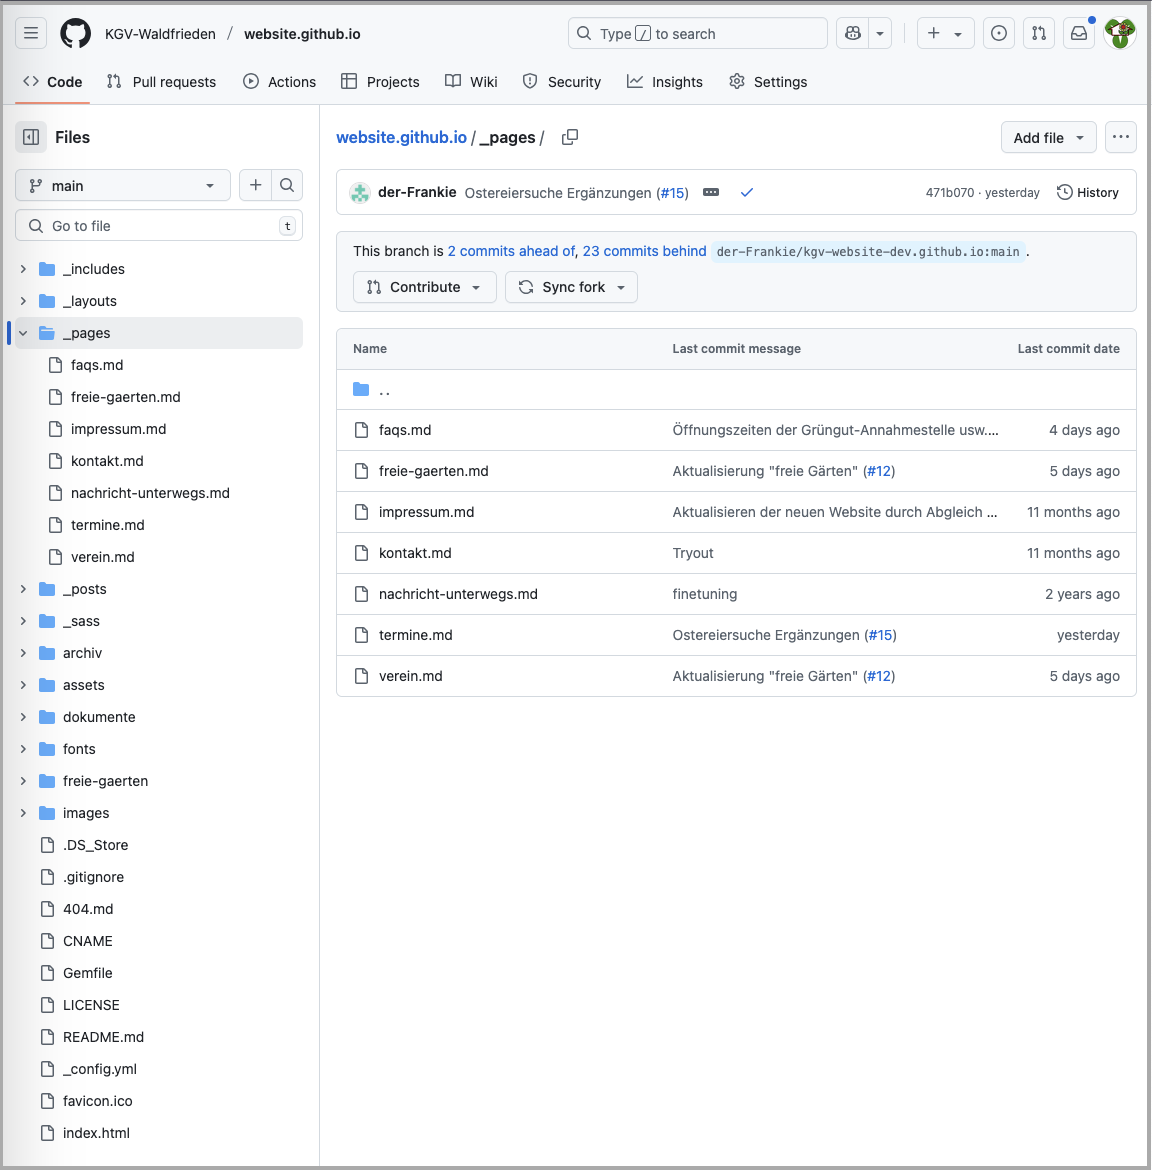 KGV-Waldfrieden / website.github.io
Type / to search
Code Pull requests Actions Projects Wiki Security Insights Settings
Files
main
Go to file t
_includes
_layouts
_pages
faqs.md
freie-gaerten.md
impressum.md
kontakt.md
nachricht-unterwegs.md
termine.md
verein.md
_posts
_sass
archiv
assets
dokumente
fonts
freie-gaerten
images
.DS_Store
.gitignore
404.md
CNAME
Gemfile
LICENSE
README.md
_config.yml
favicon.ico
index.html
website.github.io / _pages /
Add file
der-Frankie Ostereiersuche Ergänzungen (#15) 471b070 · yesterday History
This branch is 2 commits ahead of, 23 commits behind der-Frankie/kgv-website-dev.github.io:main .
Contribute Sync fork
Name Last commit message Last commit date
..
faqs.md Öffnungszeiten der Grüngut-Annahmestelle usw.... 4 days ago
freie-gaerten.md Aktualisierung "freie Gärten" (#12) 5 days ago
impressum.md Aktualisieren der neuen Website durch Abgleich ... 11 months ago
kontakt.md Tryout 11 months ago
nachricht-unterwegs.md finetuning 2 years ago
termine.md Ostereiersuche Ergänzungen (#15) yesterday
verein.md Aktualisierung "freie Gärten" (#12) 5 days ago